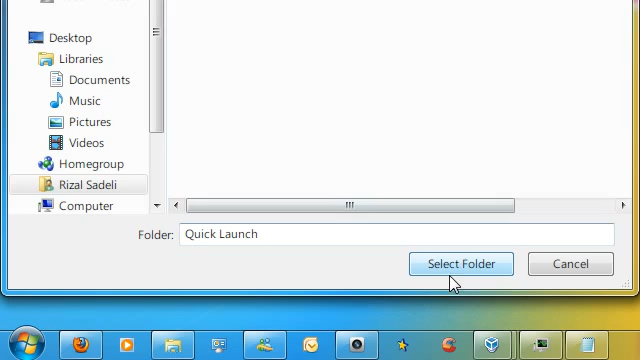 Desktop
Libraries
Documents
Music
Pictures
Videos
Homegroup
Rizal Sadeli
Computer
Folder: Quick Launch
Select Folder Cancel